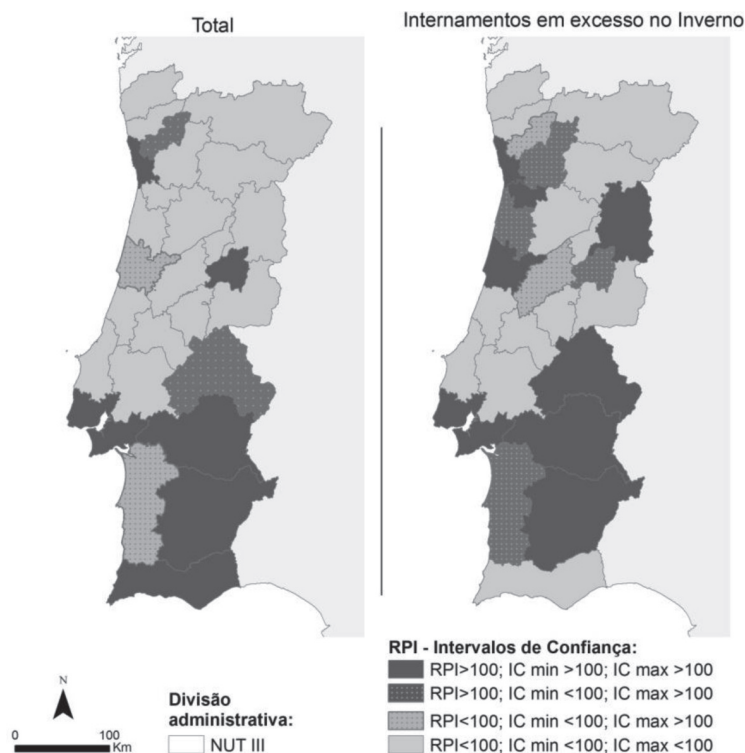 Total
Internamentos em excesso no Inverno
N
0 100
Km
Divisão
administrativa:
NUT III
RPI - Intervalos de Confiança:
RPI>100; IC min >100; IC max >100
RPI>100; IC min <100; IC max >100
RPI<100; IC min <100; IC max >100
RPI<100; IC min <100; IC max <100